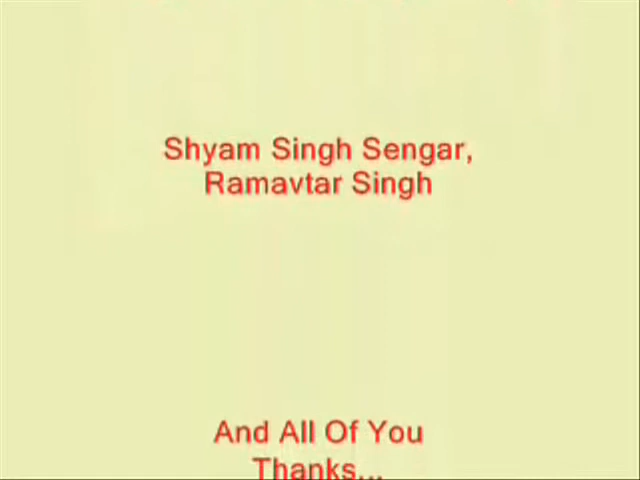 Shyam Singh Sengar,
Ramavtar Singh
And All Of You
Thanks...